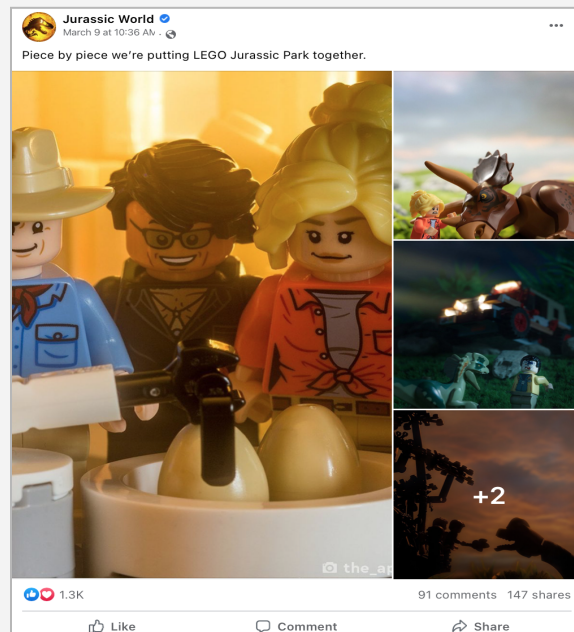 Jurassic World
March 9 at 10:36 AM ·
Piece by piece we're putting LEGO Jurassic Park together.
+2
1.3K
91 comments 147 shares
Like
Comment
Share